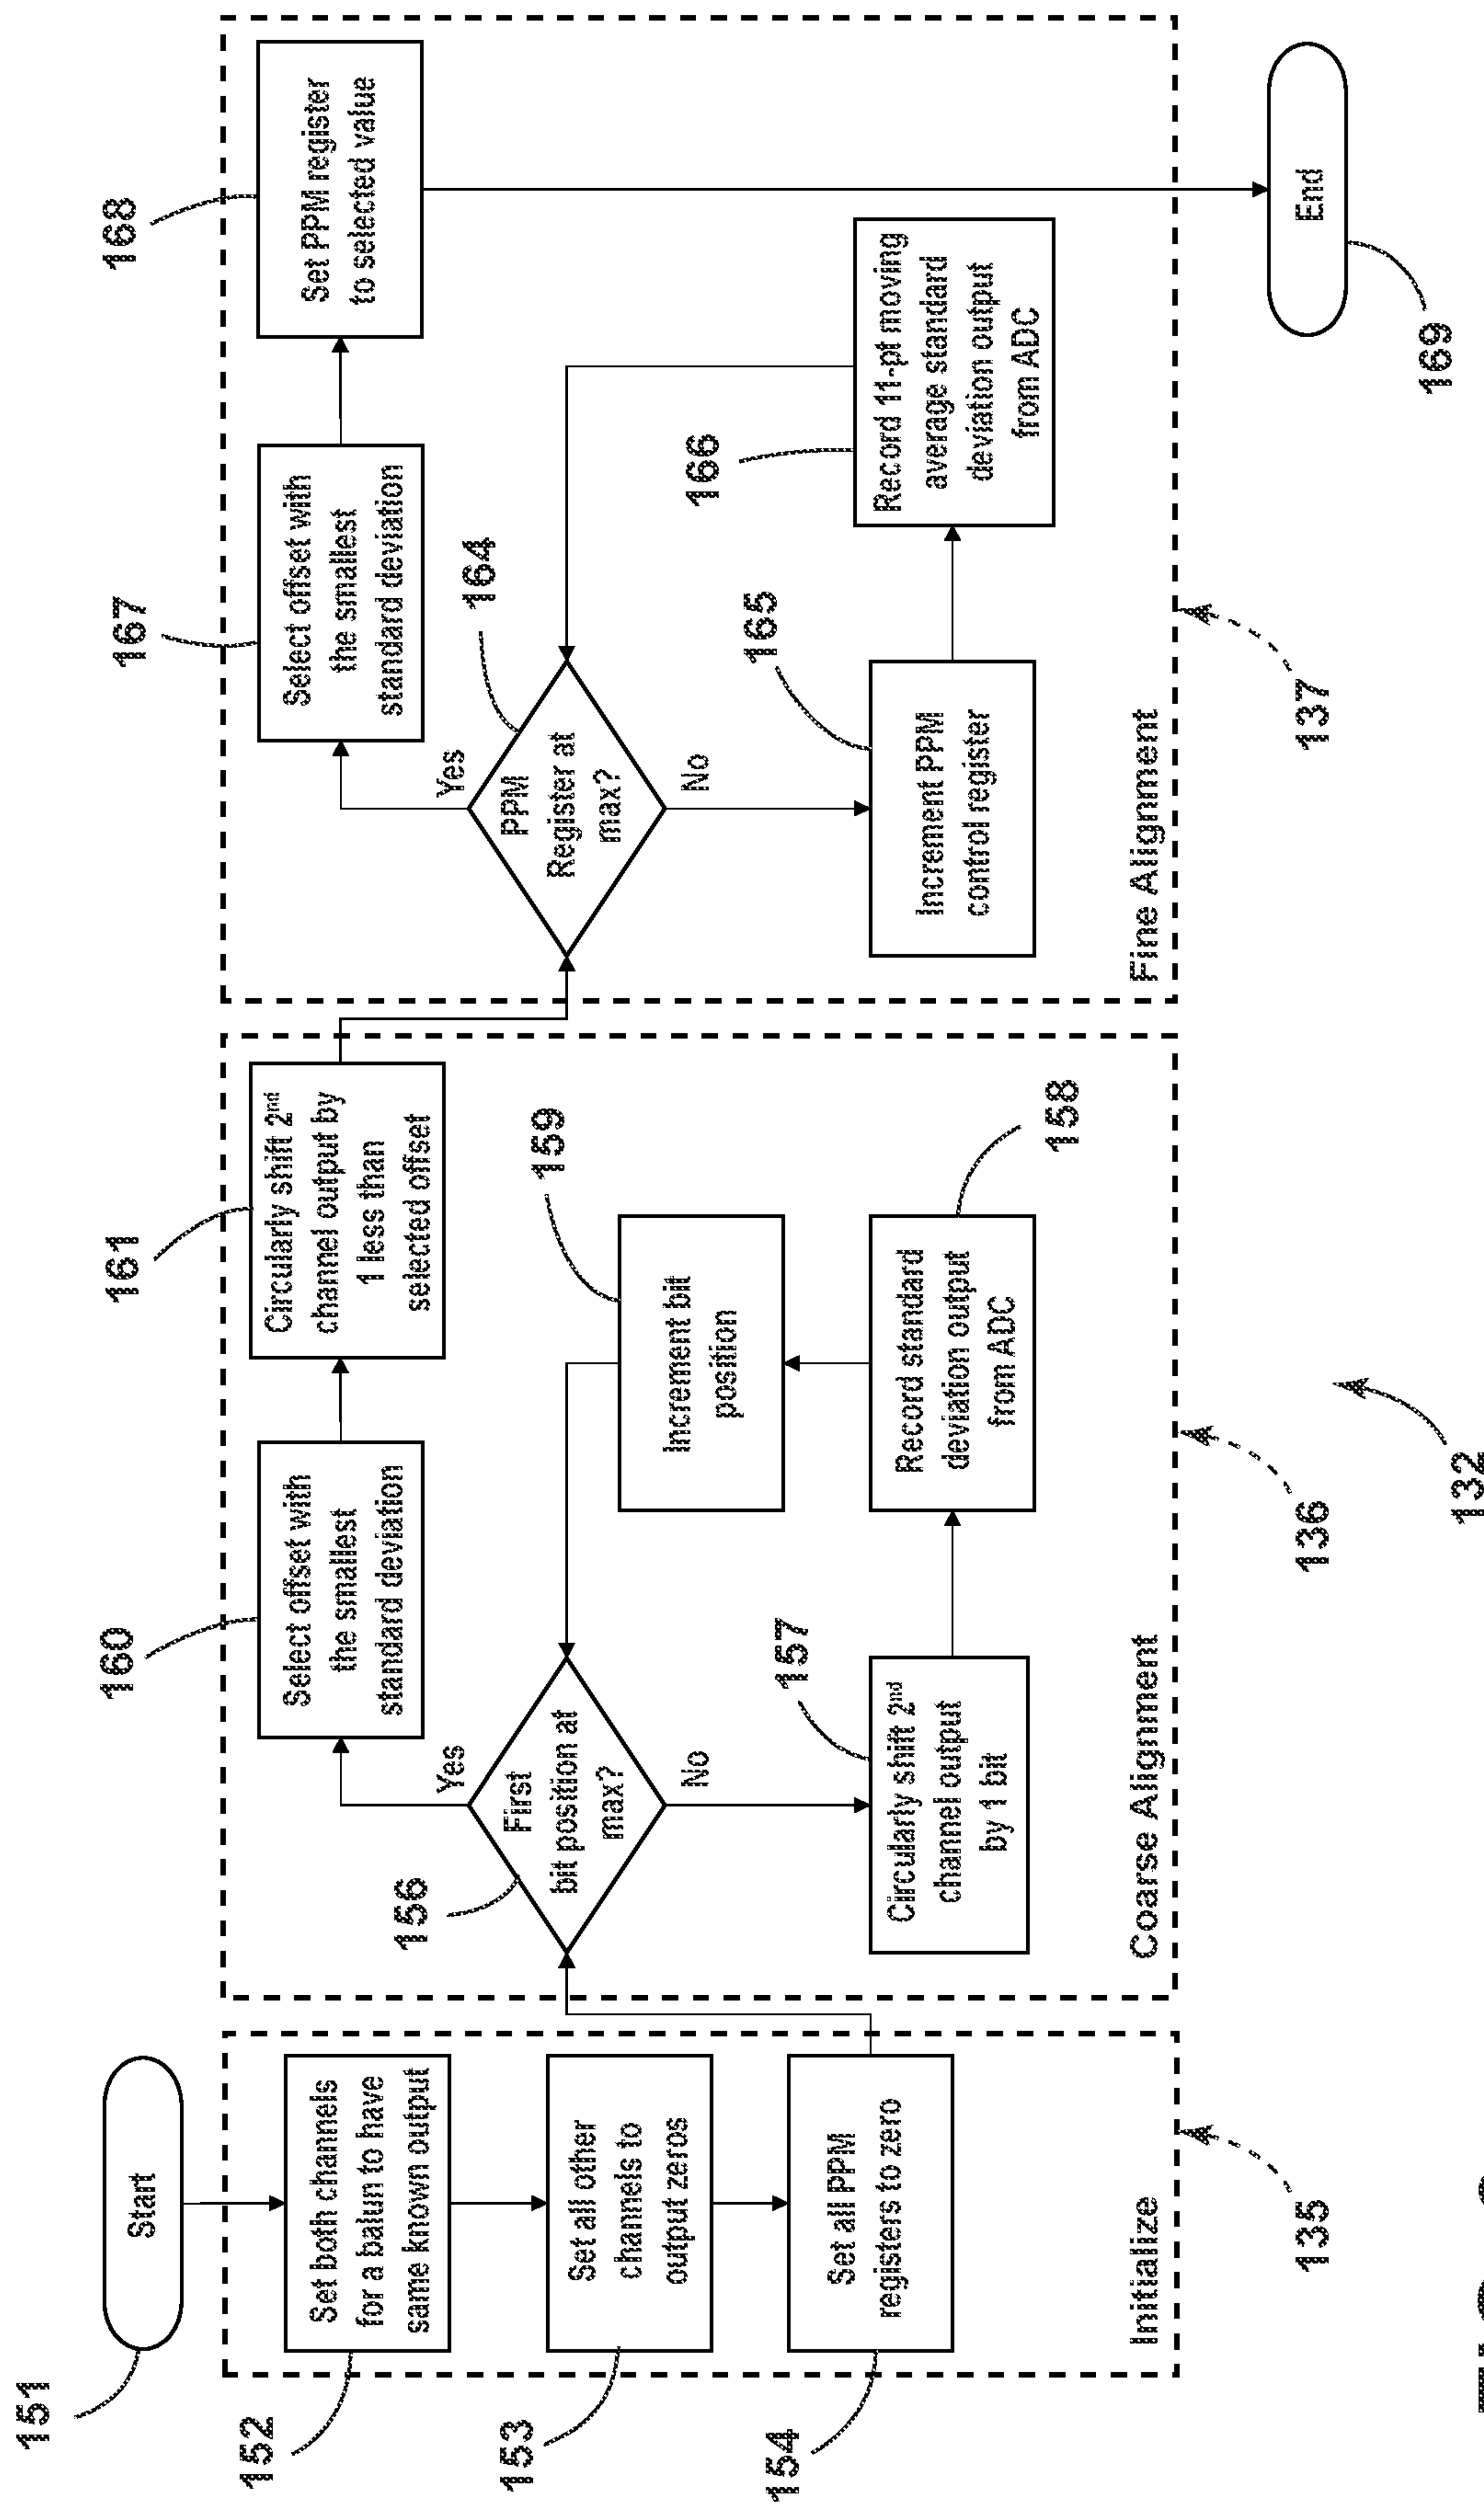 151
Start
152
Set both channels
for a balun to have
same known output
153
Set all other
channels to
output zeros
154
Set all PPM
registers to zero
Initialize
135
156
First
bit position at
max?
Yes
No
157
Circularly shift 2nd
channel output
by 1 bit
158
Record standard
deviation output
from ADC
159
Increment bit
position
160
Select offset with
the smallest
standard deviation
161
Circularly shift 2nd
channel output by
1 less than
selected offset
Coarse Alignment
136
132
164
PPM
Register at
max?
Yes
No
165
Increment PPM
control register
166
Record 11-pt moving
average standard
deviation output
from ADC
167
Select offset with
the smallest
standard deviation
168
Set PPM register
to selected value
Fine Alignment
137
End
169